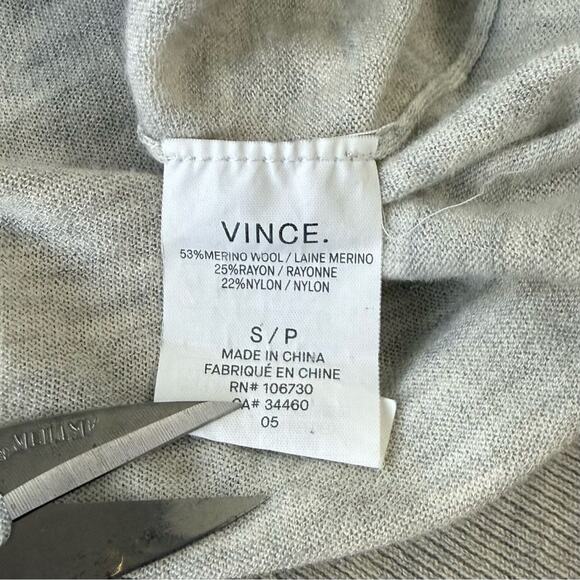 VINCE.
53%MERINO WOOL / LAINE MERINO
25%RAYON / RAYONNE
22%NYLON / NYLON
S / P
MADE IN CHINA
FABRIQUÉ EN CHINE
RN# 106730
CA# 34460
05